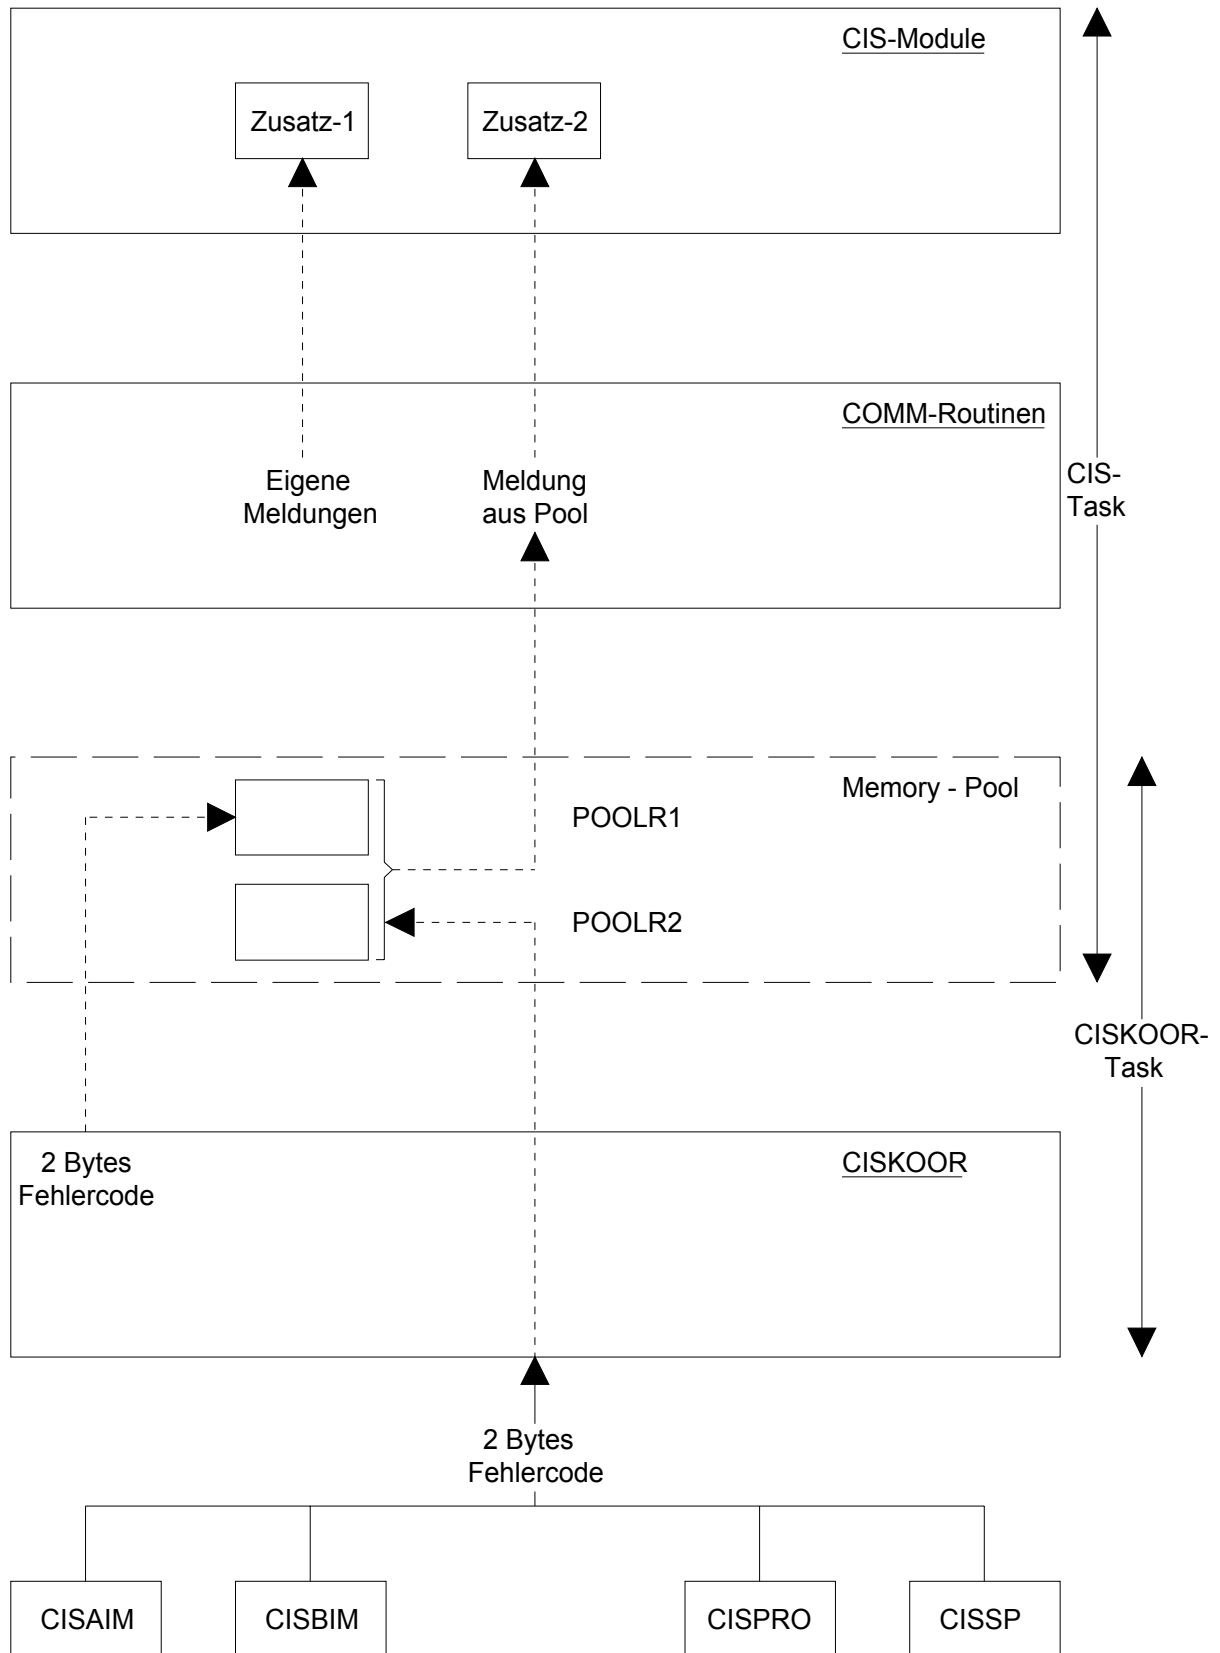 CIS-Module
Zusatz-1
Zusatz-2
COMM-Routinen
Eigene
Meldungen
Meldung
aus Pool
CIS-
Task
Memory - Pool
POOLR1
POOLR2
CISKOOR-
Task
2 Bytes
Fehlercode
CISKOOR
2 Bytes
Fehlercode
CISAIM
CISBIM
CISPRO
CISSP